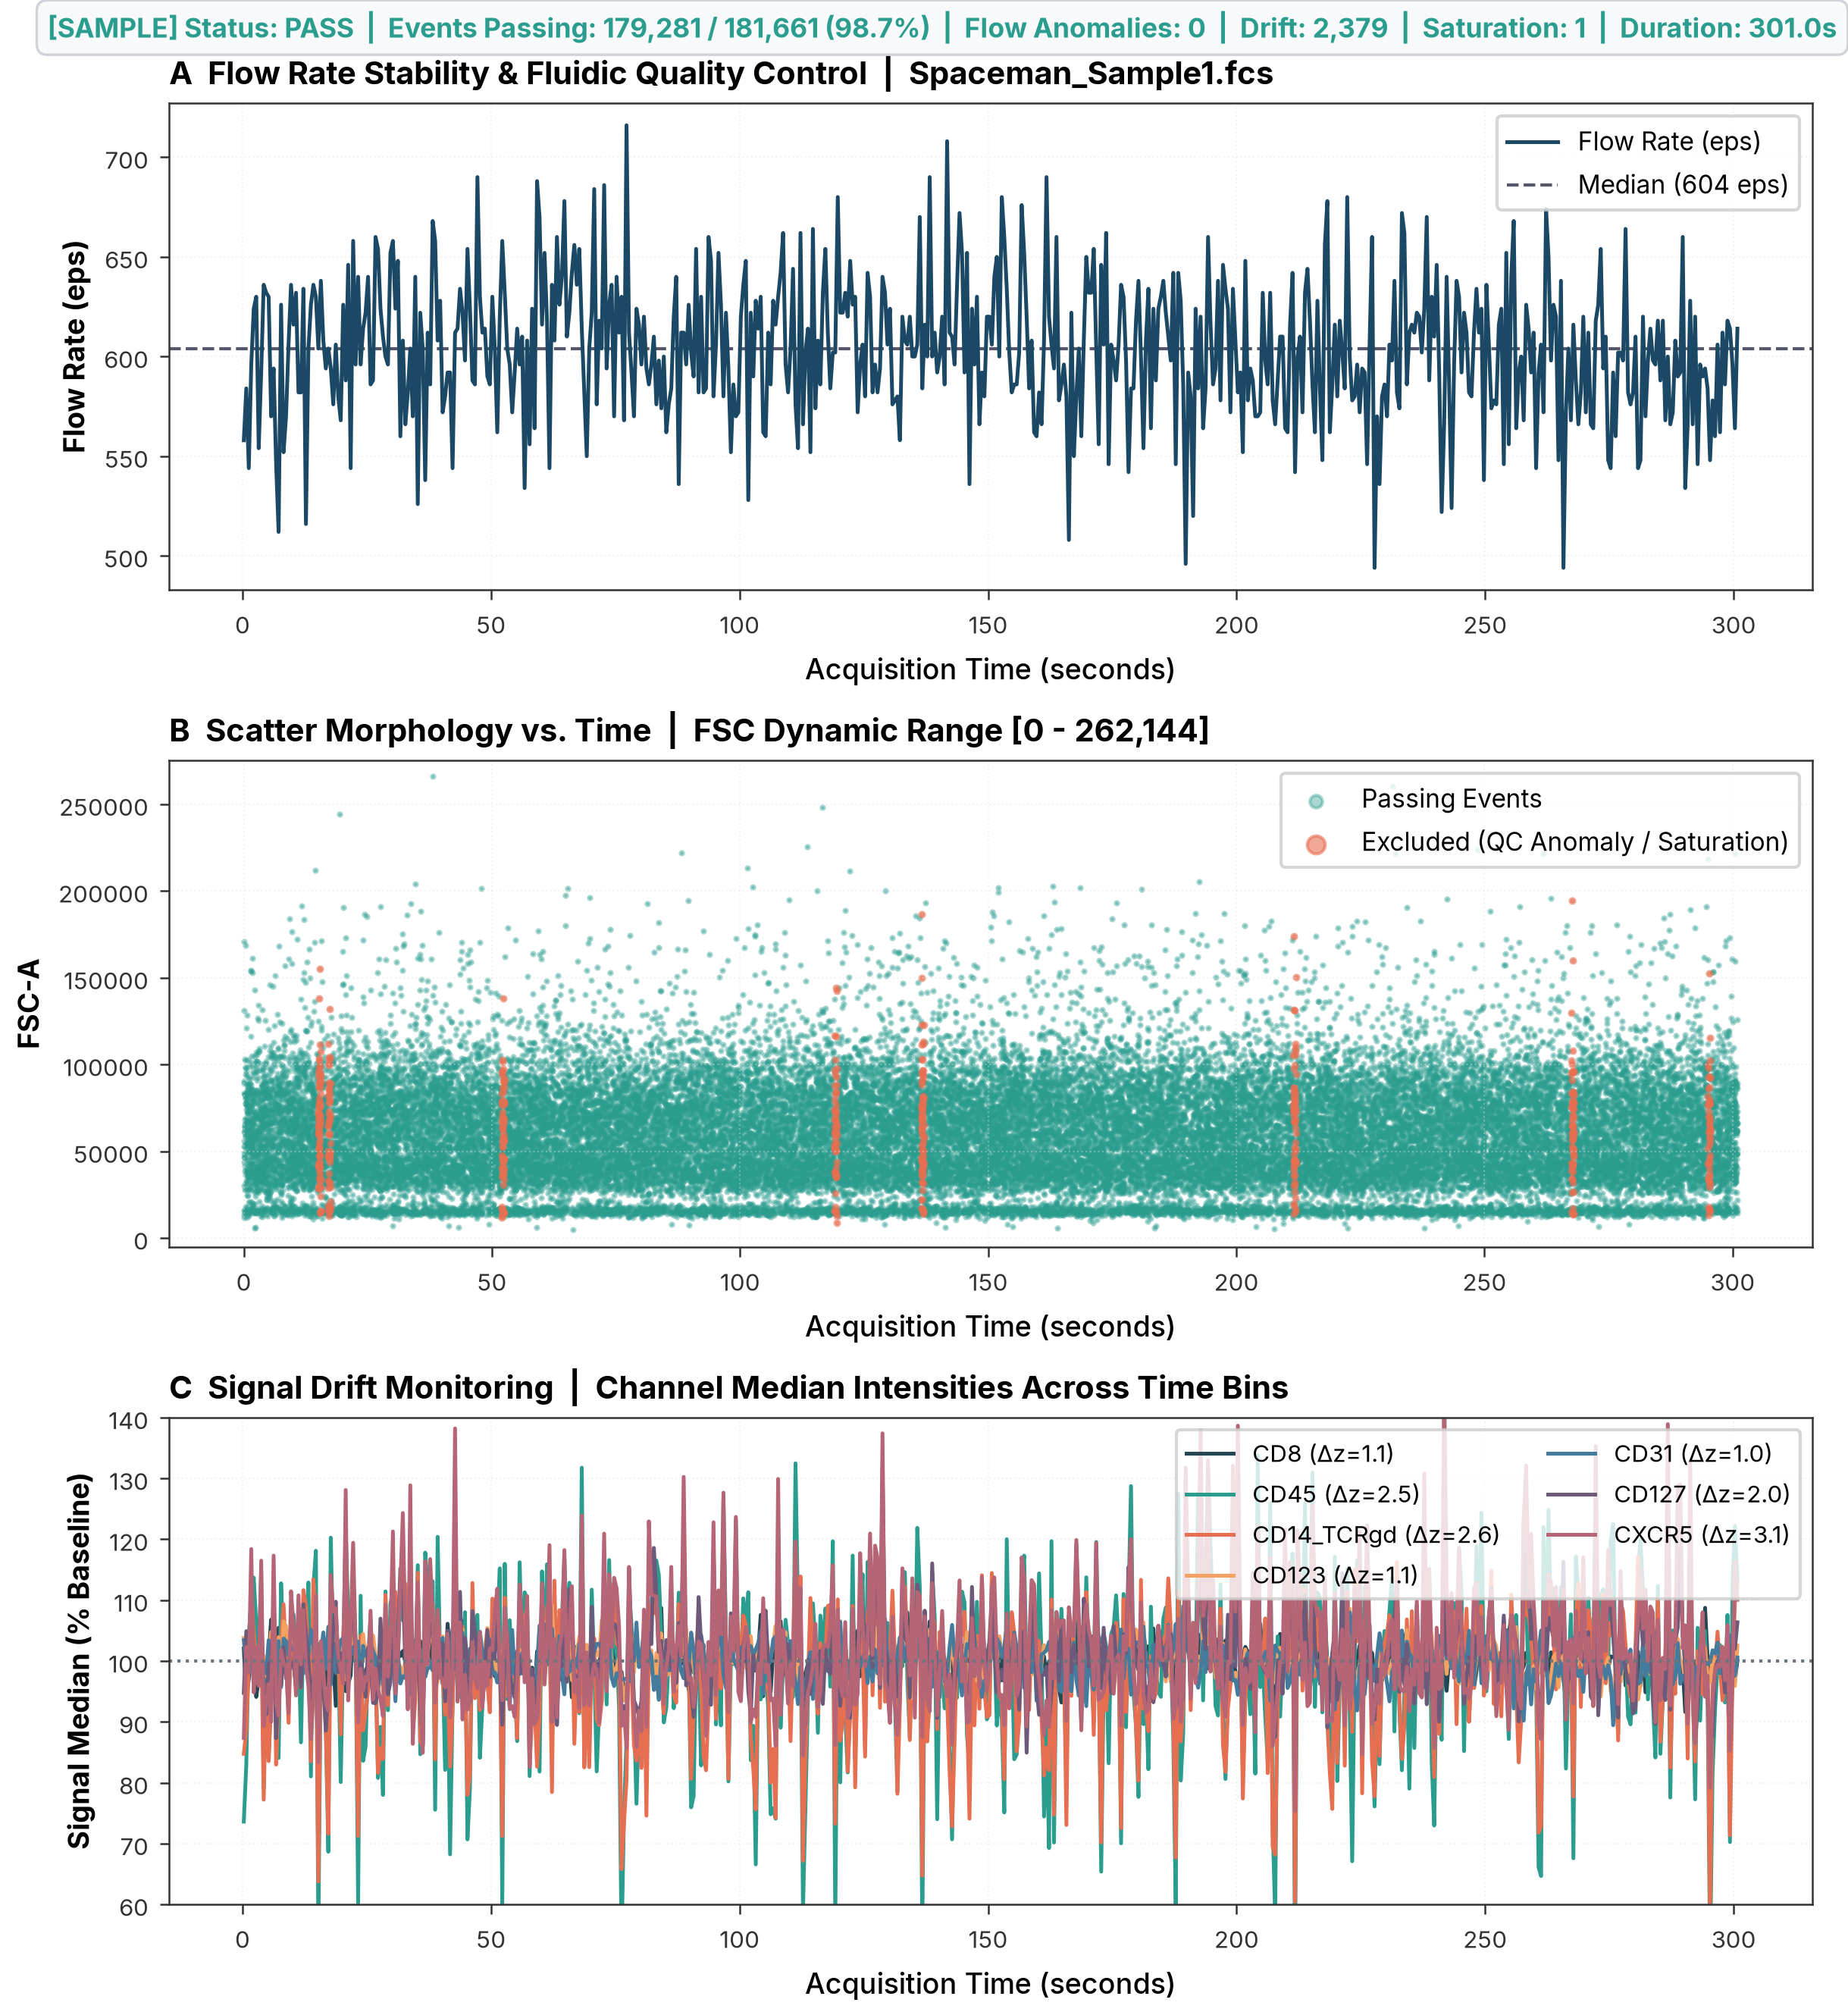 [SAMPLE] Status: PASS | Events Passing: 179,281 / 181,661 (98.7%) | Flow Anomalies: 0 | Drift: 2,379 | Saturation: 1 | Duration: 301.0s
A Flow Rate Stability & Fluidic Quality Control | Spaceman_Sample1.fcs
Flow Rate (eps)
Median (604 eps)
700
650
600
550
500
Flow Rate (eps)
0 50 100 150 200 250 300
Acquisition Time (seconds)
B Scatter Morphology vs. Time | FSC Dynamic Range [0 - 262,144]
Passing Events
Excluded (QC Anomaly / Saturation)
250000
200000
150000
100000
50000
0
FSC-A
0 50 100 150 200 250 300
Acquisition Time (seconds)
C Signal Drift Monitoring | Channel Median Intensities Across Time Bins
CD8 (Δz=1.1) CD31 (Δz=1.0)
CD45 (Δz=2.5) CD127 (Δz=2.0)
CD14_TCRgd (Δz=2.6) CXCR5 (Δz=3.1)
CD123 (Δz=1.1)
140
130
120
110
100
90
80
70
60
Signal Median (% Baseline)
0 50 100 150 200 250 300
Acquisition Time (seconds)